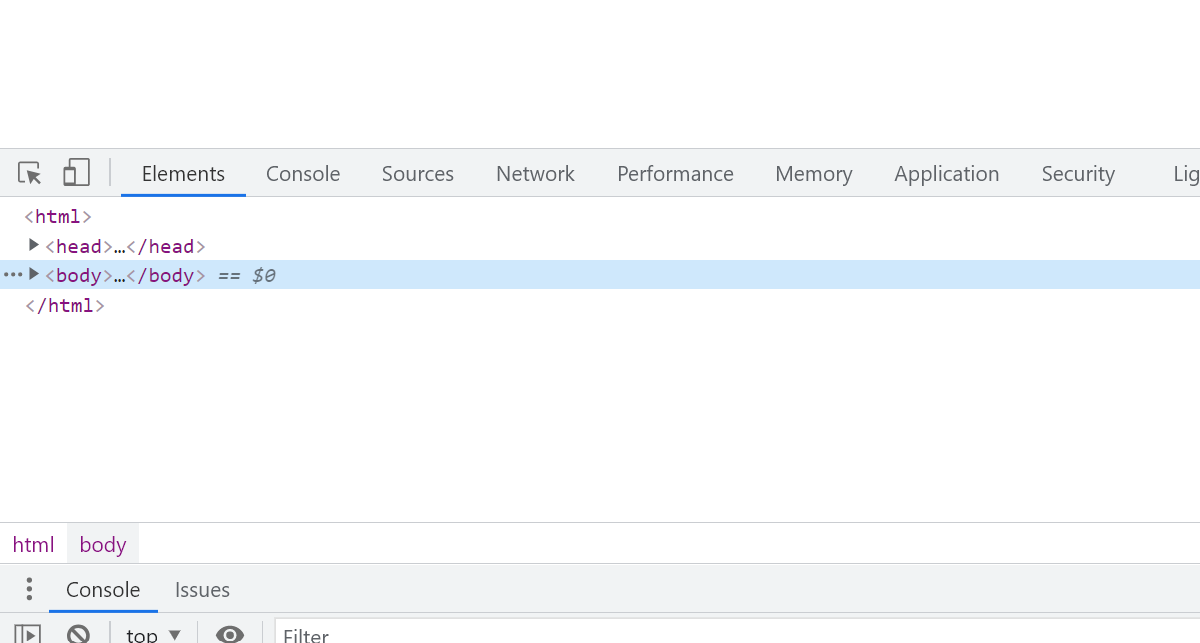 Elements Console Sources Network Performance Memory Application Security Lig
<html>
<head>…</head>
<body>…</body> == $0
</html>
html body
Console Issues
top Filter